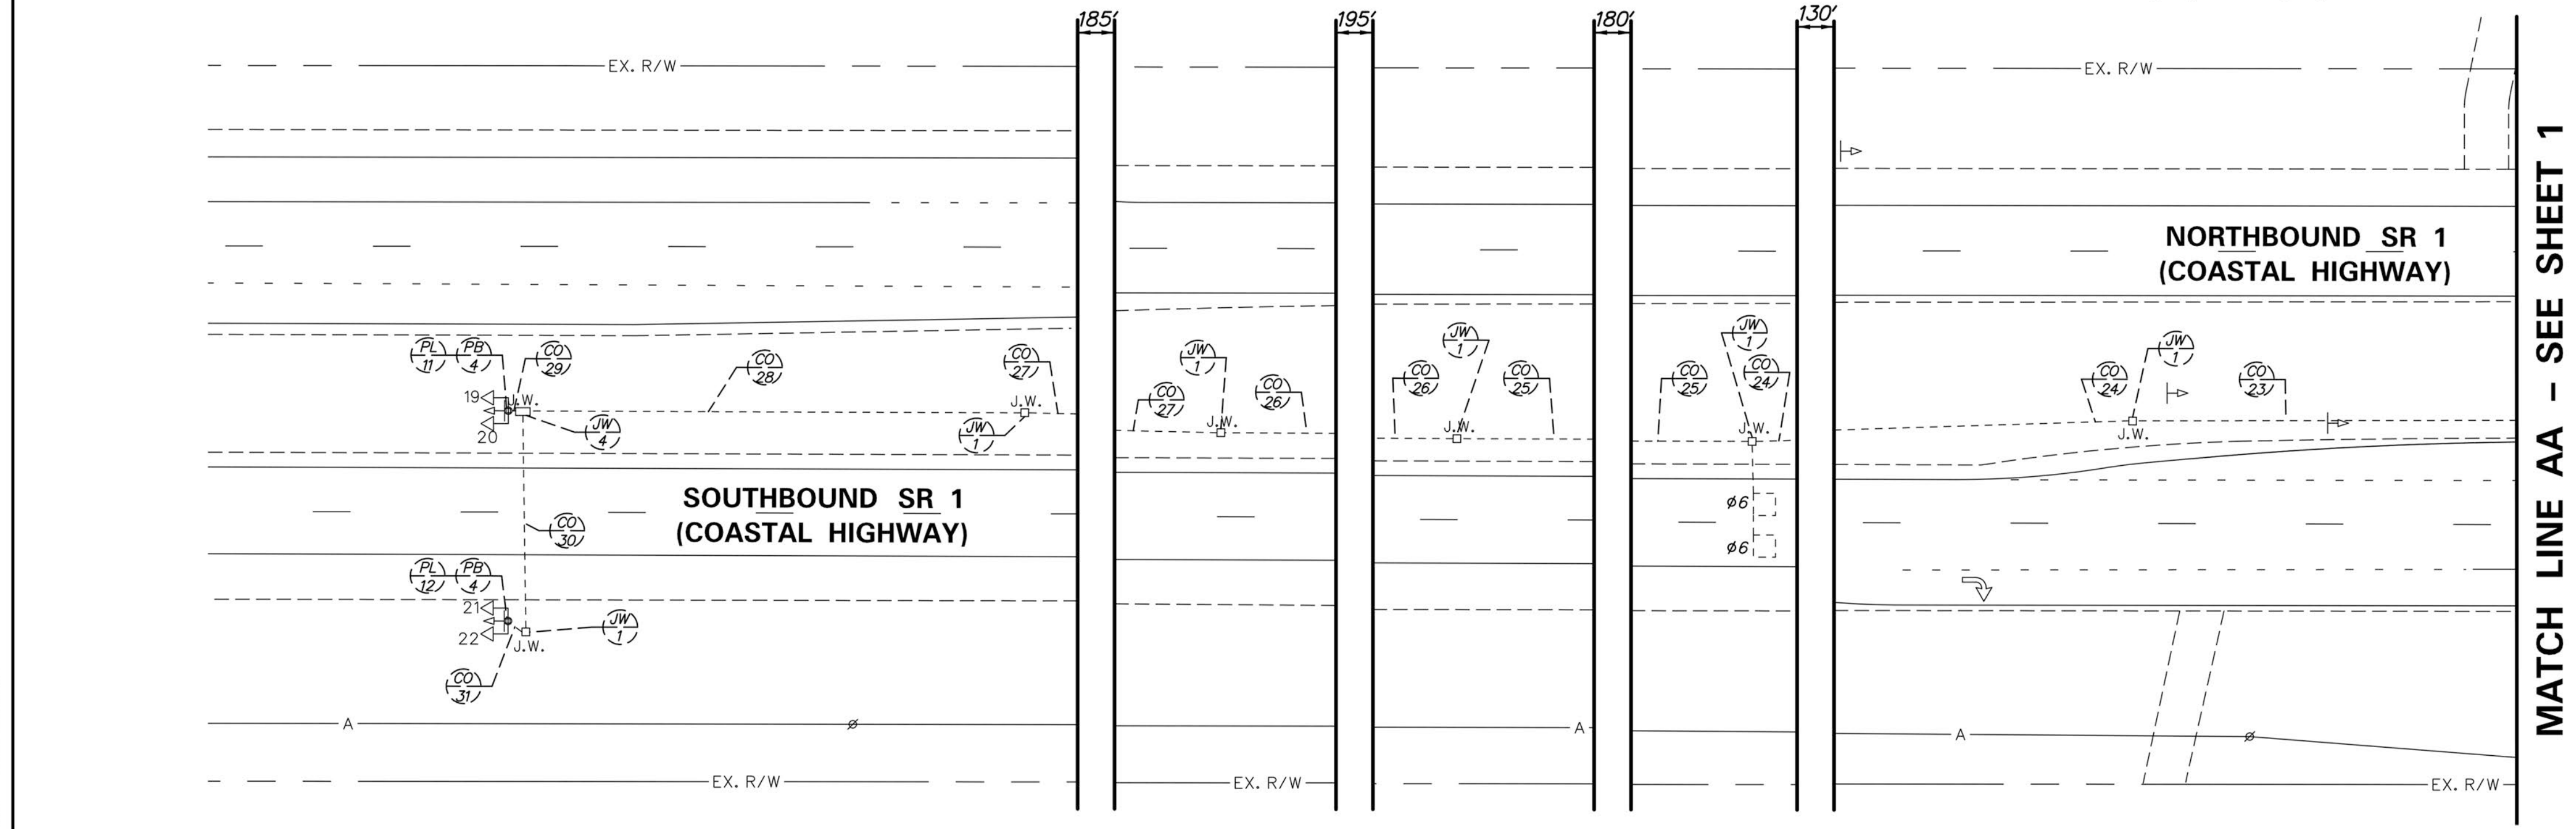 185'
195'
180'
130'
EX. R/W
EX. R/W
NORTHBOUND SR 1
(COASTAL HIGHWAY)
PL
11
PB
4
CO
29
CO
28
CO
27
JW
1
CO
27
CO
26
JW
1
CO
26
CO
25
JW
1
CO
25
CO
24
JW
1
CO
24
CO
23
19
20
J.W.
J.W.
JW
4
JW
1
J.W.
J.W.
J.W.
J.W.
SOUTHBOUND SR 1
(COASTAL HIGHWAY)
CO
30
ø6
ø6
PL
12
PB
4
21
22
J.W.
JW
1
CO
31
A
A
A
EX. R/W
EX. R/W
EX. R/W
MATCH LINE AA – SEE SHEET 1